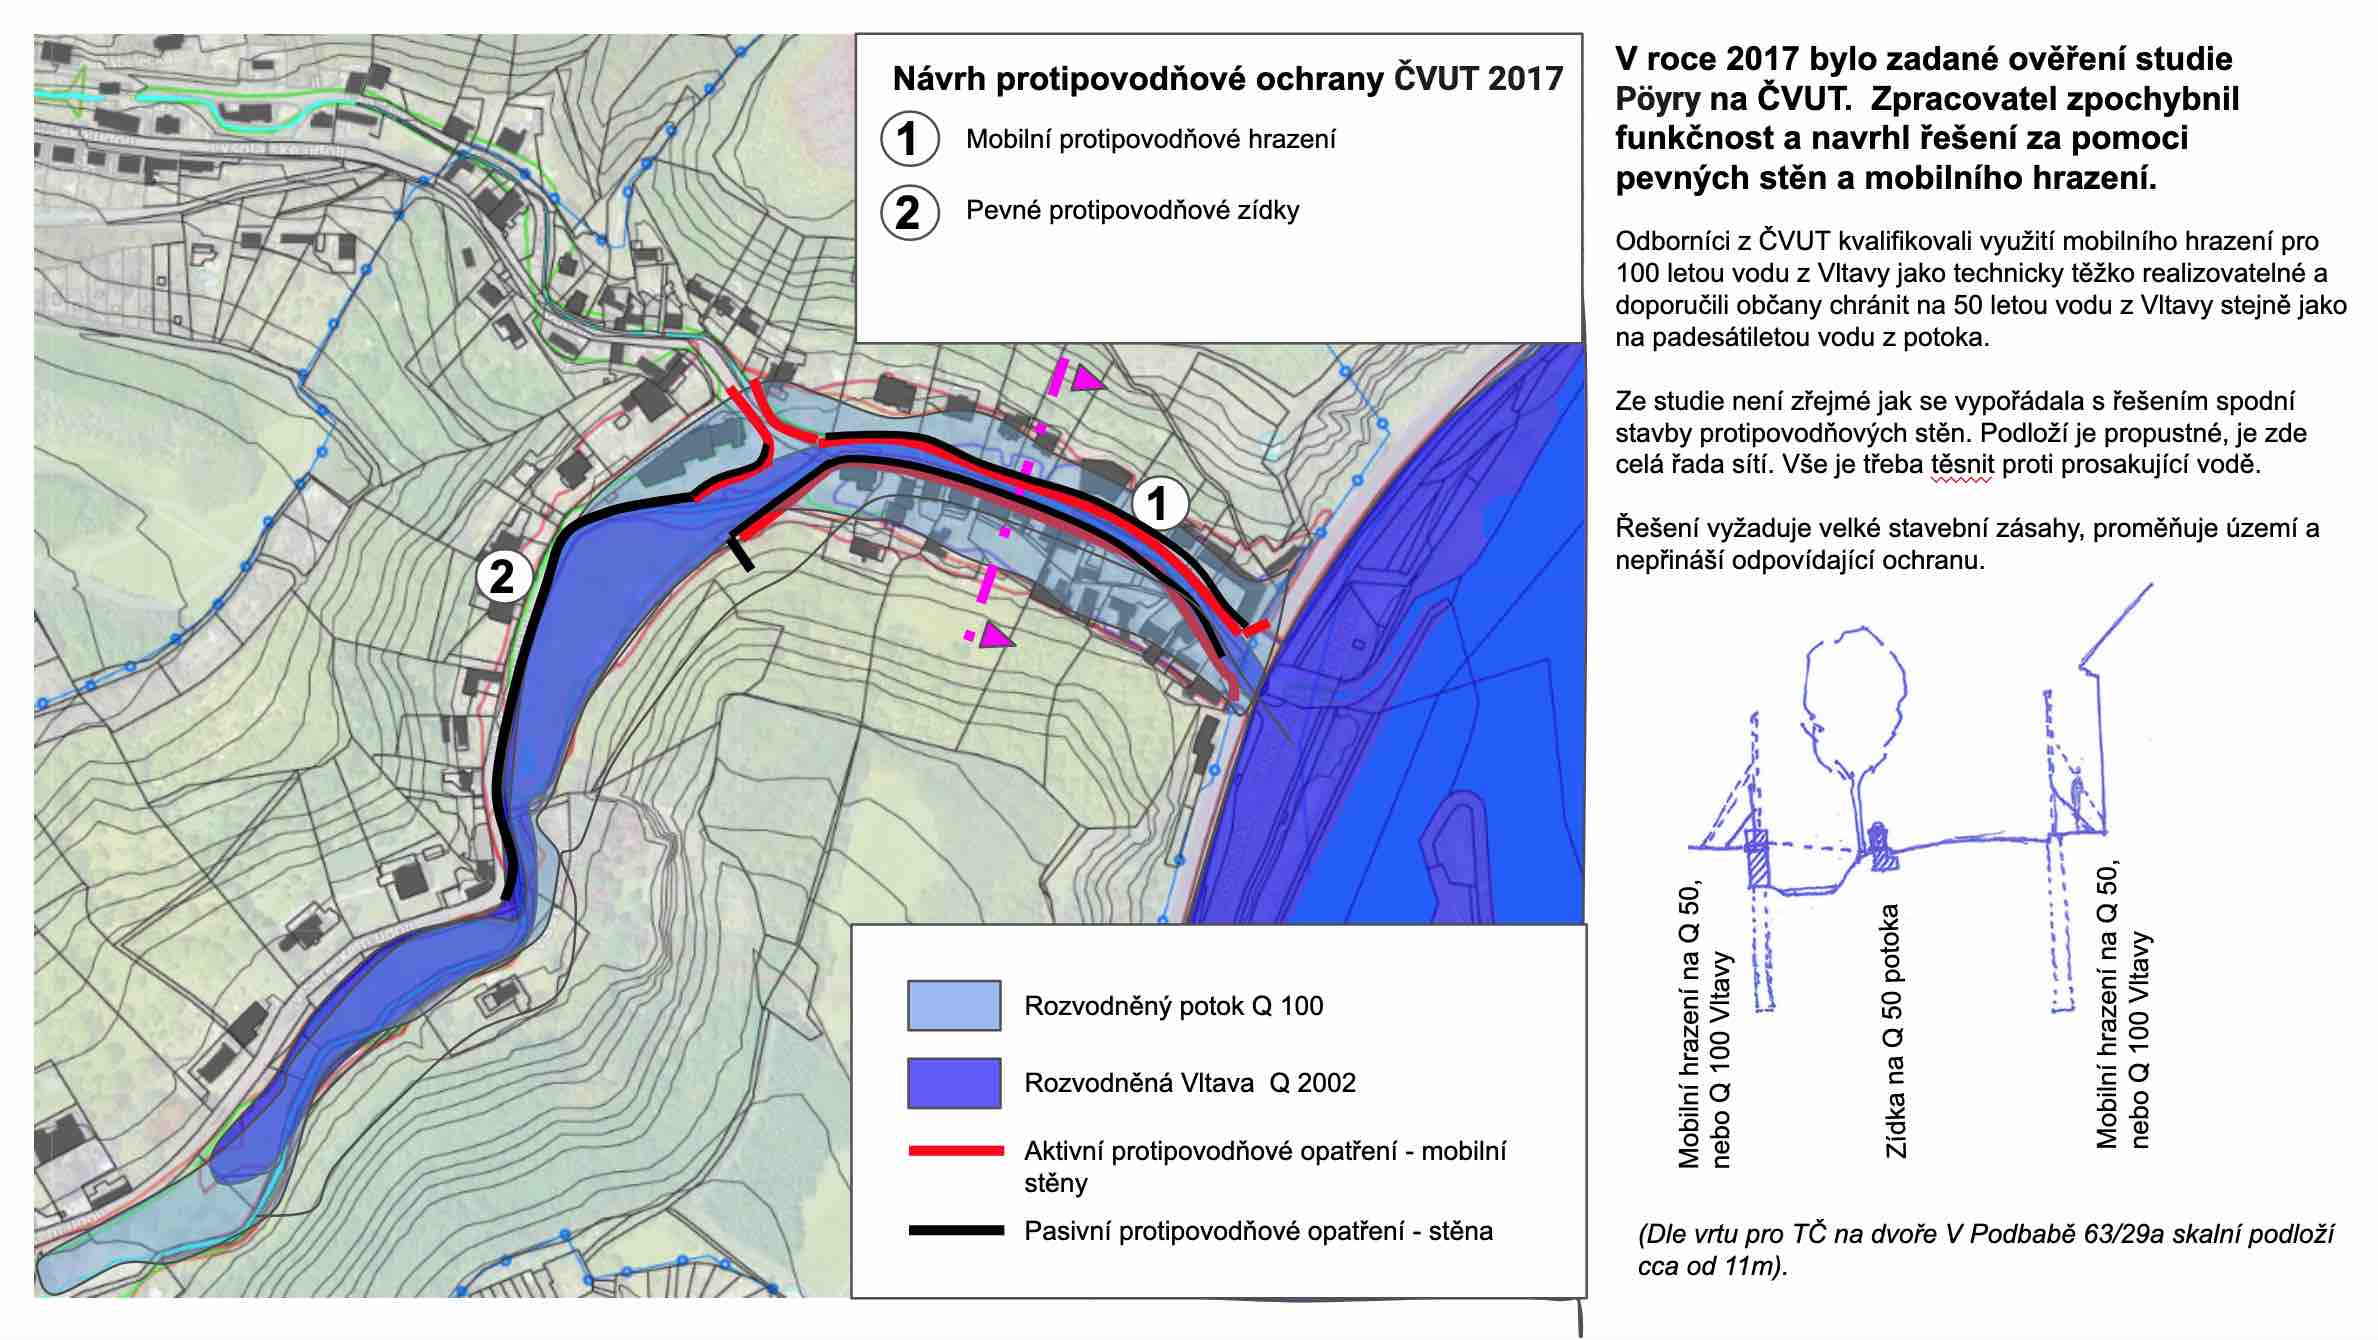 Návrh protipovodňové ochrany ČVUT 2017
1 Mobilní protipovodňové hrazení
2 Pevné protipovodňové zídky
1
2
Rozvodněný potok Q 100
Rozvodněná Vltava Q 2002
Aktivní protipovodňové opatření - mobilní
stěny
Pasivní protipovodňové opatření - stěna
V roce 2017 bylo zadané ověření studie
Pöyry na ČVUT. Zpracovatel zpochybnil
funkčnost a navrhl řešení za pomoci
pevných stěn a mobilního hrazení.
Odborníci z ČVUT kvalifikovali využití mobilního hrazení pro
100 letou vodu z Vltavy jako technicky těžko realizovatelné a
doporučili občany chránit na 50 letou vodu z Vltavy stejně jako
na padesátiletou vodu z potoka.
Ze studie není zřejmé jak se vypořádala s řešením spodní
stavby protipovodňových stěn. Podloží je propustné, je zde
celá řada sítí. Vše je třeba těsnit proti prosakující vodě.
Řešení vyžaduje velké stavební zásahy, proměňuje území a
nepřináší odpovídající ochranu.
Mobilní hrazení na Q 50,
nebo Q 100 Vltavy
Zídka na Q 50 potoka
Mobilní hrazení na Q 50,
nebo Q 100 Vltavy
(Dle vrtu pro TČ na dvoře V Podbabě 63/29a skalní podloží
cca od 11m).